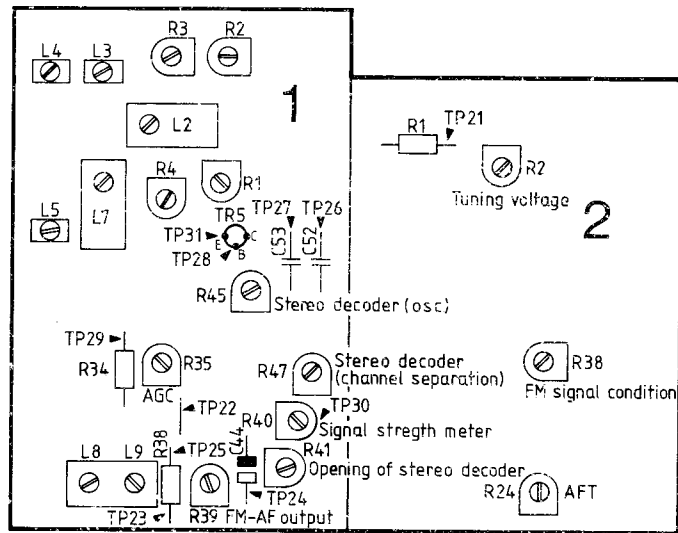 R3 R2
L4 L3
1
L2
R1 TP21
R2
Tuning voltage
2
R4
R1
L7
L5
TR5
TP27 TP26
TP31
E C
B
TP28
C53
C52
R45
Stereo decoder (osc)
TP29
R34
R35
AGC
R47
Stereo decoder
(channel separation)
R38
FM signal condition
TP22
R40
TP30
Signal stregth meter
L8 L9
R38
TP25
C44
R41
Opening of stereo decoder
TP24
TP23
R39 FM-AF output
R24 AFT